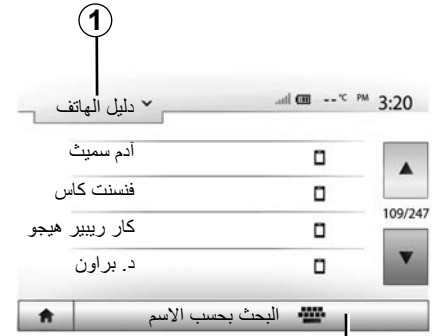 1
دليل الهاتف
--°C PM 3:20
آدم سميث
فنسنت كاس
كار ريبير هيجو
د. براون
109/247
البحث بحسب الاسم